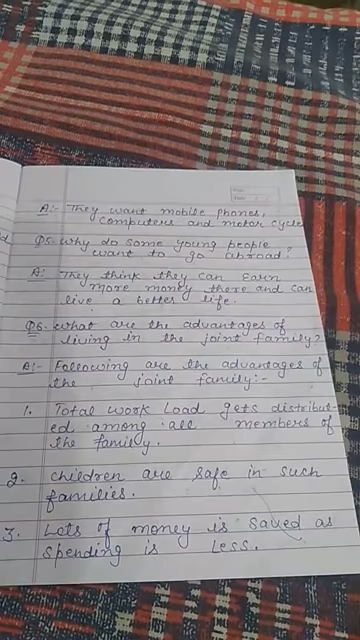 A:- They want mobile phones,
computers and motor cycle
Q5. Why do some young people
want to go abroad?
A:- They think they can earn
more money there and can
live a better life.
Q6. What are the advantages of
living in the joint family?
A:- Following are the advantages of
the joint family:-
1. Total work load gets distribut-
ed among all members of
the family.
2. children are safe in such
families.
3. Lots of money is saved as
spending is less.